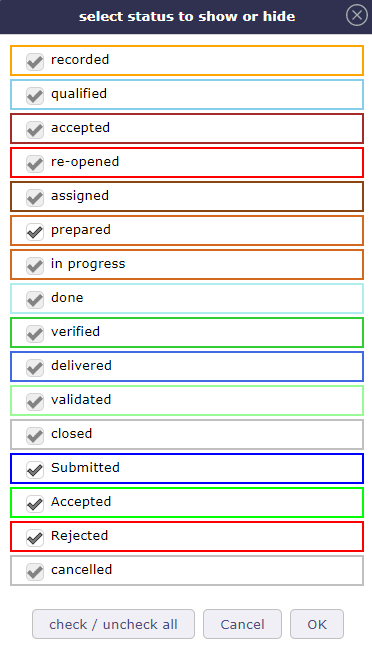 select status to show or hide
recorded
qualified
accepted
re-opened
assigned
prepared
in progress
done
verified
delivered
validated
closed
Submitted
Accepted
Rejected
cancelled
check / uncheck all Cancel OK